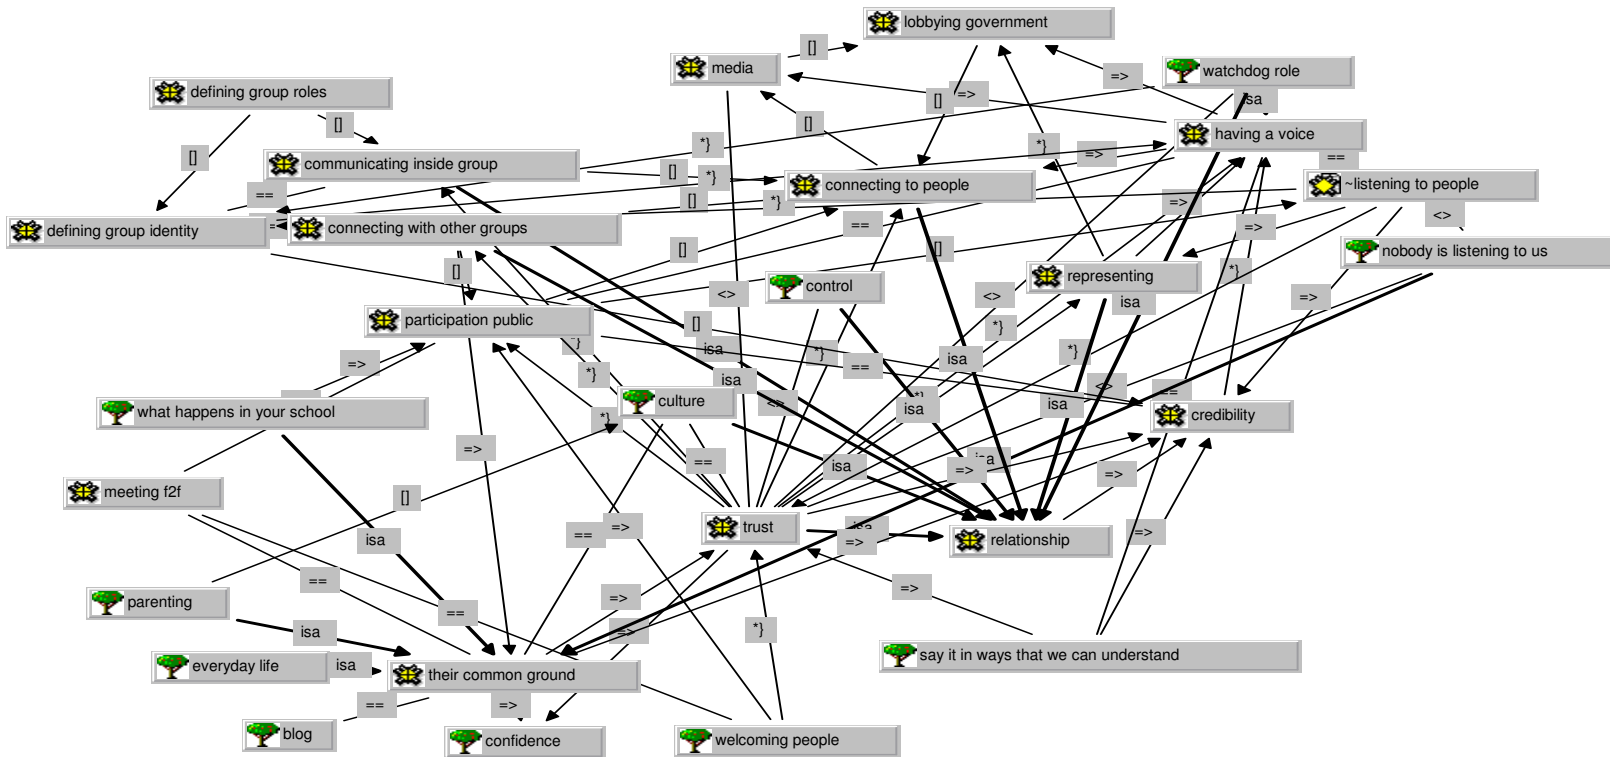 lobbying government
[]
media
=>
watchdog role
defining group roles
[]
=>
isa
[]
[]
having a voice
[]
*}
*}
=>
==
communicating inside group
[]
*}
connecting to people
~listening to people
==
[]
*}
=>
<>
defining group identity
connecting with other groups
==
=>
nobody is listening to us
[]
[]
[]
representing
*}
control
<>
<>
isa
=>
participation public
[]
*}
*}
isa
*}
isa
*}
=>
*}
==
isa
<>
==
what happens in your school
culture
<>
isa
*}
isa
credibility
*}
=>
==
isa
=>
isa
=>
meeting f2f
[]
trust
isa
relationship
isa
==
=>
=>
=>
==
=>
=>
parenting
==
isa
=>
*}
say it in ways that we can understand
everyday life
isa
their common ground
==
=>
blog
confidence
welcoming people